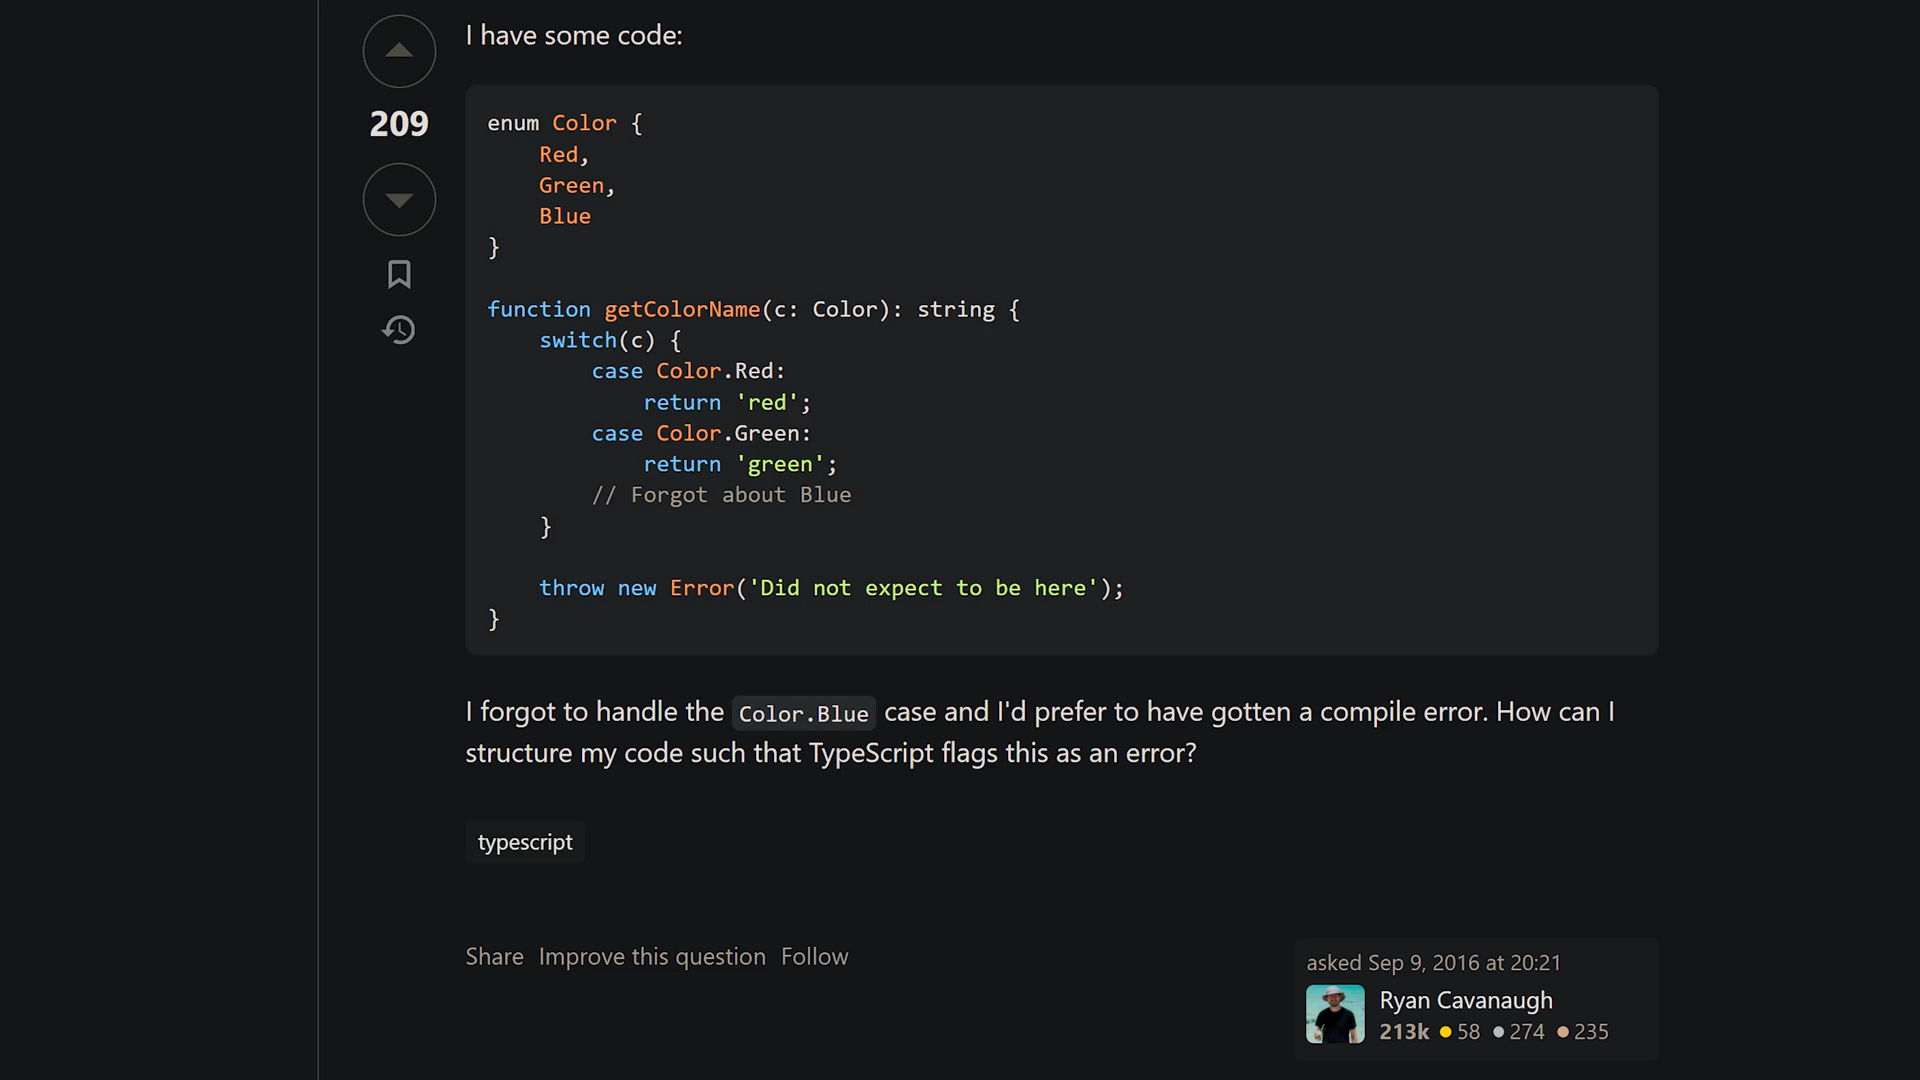 I have some code:
209
enum Color {
    Red,
    Green,
    Blue
}
function getColorName(c: Color): string {
    switch(c) {
        case Color.Red:
            return 'red';
        case Color.Green:
            return 'green';
        // Forgot about Blue
    }
    throw new Error('Did not expect to be here');
}
I forgot to handle the Color.Blue case and I'd prefer to have gotten a compile error. How can I
structure my code such that TypeScript flags this as an error?
typescript
Share Improve this question Follow
asked Sep 9, 2016 at 20:21
Ryan Cavanaugh
213k 58 274 235